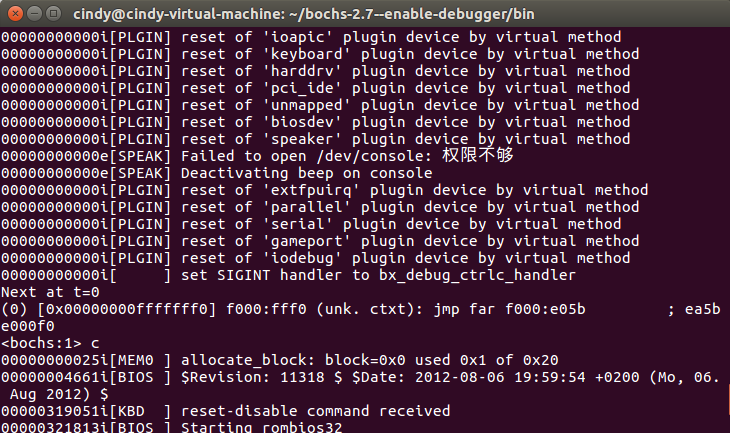 cindy@cindy-virtual-machine: ~/bochs-2.7--enable-debugger/bin
00000000000i[PLGIN] reset of 'ioapic' plugin device by virtual method
00000000000i[PLGIN] reset of 'keyboard' plugin device by virtual method
00000000000i[PLGIN] reset of 'harddrv' plugin device by virtual method
00000000000i[PLGIN] reset of 'pci_ide' plugin device by virtual method
00000000000i[PLGIN] reset of 'unmapped' plugin device by virtual method
00000000000i[PLGIN] reset of 'biosdev' plugin device by virtual method
00000000000i[PLGIN] reset of 'speaker' plugin device by virtual method
00000000000e[SPEAK] Failed to open /dev/console: 权限不够
00000000000e[SPEAK] Deactivating beep on console
00000000000i[PLGIN] reset of 'extfpuirq' plugin device by virtual method
00000000000i[PLGIN] reset of 'parallel' plugin device by virtual method
00000000000i[PLGIN] reset of 'serial' plugin device by virtual method
00000000000i[PLGIN] reset of 'gameport' plugin device by virtual method
00000000000i[PLGIN] reset of 'iodebug' plugin device by virtual method
00000000000i[      ] set SIGINT handler to bx_debug_ctrlc_handler
Next at t=0
(0) [0x00000000fffffff0] f000:fff0 (unk. ctxt): jmp far f000:e05b          ; ea5b
e000f0
<bochs:1> c
00000000025i[MEM0 ] allocate_block: block=0x0 used 0x1 of 0x20
00000004661i[BIOS ] $Revision: 11318 $ $Date: 2012-08-06 19:59:54 +0200 (Mo, 06.
 Aug 2012) $
00000319051i[KBD  ] reset-disable command received
00000321813i[BIOS ] Starting rombios32